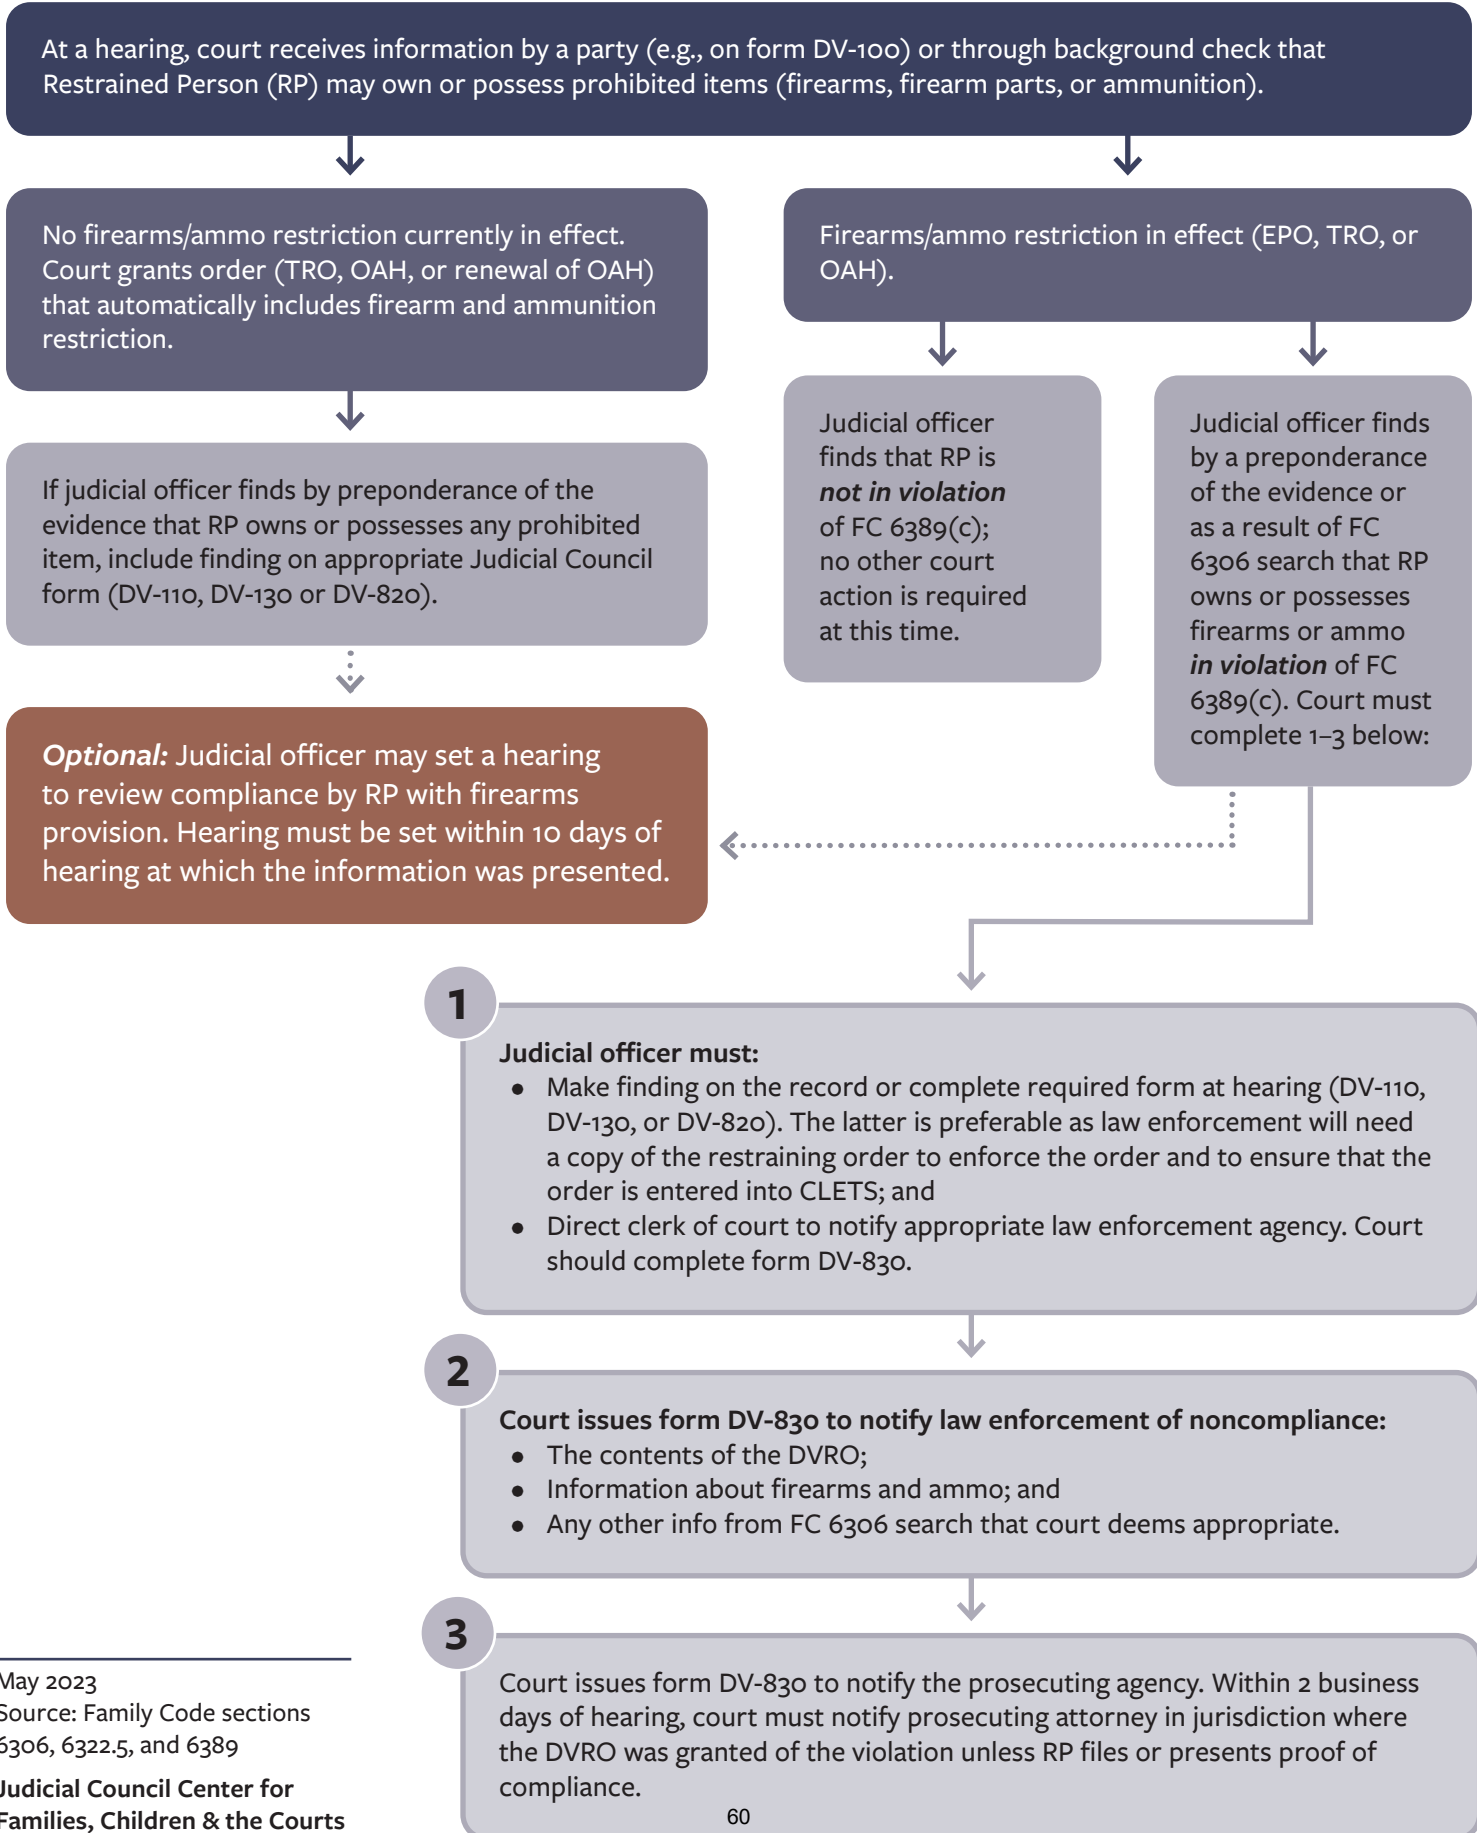 At a hearing, court receives information by a party (e.g., on form DV-100) or through background check that
Restrained Person (RP) may own or possess prohibited items (firearms, firearm parts, or ammunition).
No firearms/ammo restriction currently in effect.
Court grants order (TRO, OAH, or renewal of OAH)
that automatically includes firearm and ammunition
restriction.
Firearms/ammo restriction in effect (EPO, TRO, or
OAH).
If judicial officer finds by preponderance of the
evidence that RP owns or possesses any prohibited
item, include finding on appropriate Judicial Council
form (DV-110, DV-130 or DV-820).
Judicial officer
finds that RP is
not in violation
of FC 6389(c);
no other court
action is required
at this time.
Judicial officer finds
by a preponderance
of the evidence or
as a result of FC
6306 search that RP
owns or possesses
firearms or ammo
in violation of FC
6389(c). Court must
complete 1–3 below:
Optional: Judicial officer may set a hearing
to review compliance by RP with firearms
provision. Hearing must be set within 10 days of
hearing at which the information was presented.
1
Judicial officer must:
• Make finding on the record or complete required form at hearing (DV-110,
DV-130, or DV-820). The latter is preferable as law enforcement will need
a copy of the restraining order to enforce the order and to ensure that the
order is entered into CLETS; and
• Direct clerk of court to notify appropriate law enforcement agency. Court
should complete form DV-830.
2
Court issues form DV-830 to notify law enforcement of noncompliance:
• The contents of the DVRO;
• Information about firearms and ammo; and
• Any other info from FC 6306 search that court deems appropriate.
3
Court issues form DV-830 to notify the prosecuting agency. Within 2 business
days of hearing, court must notify prosecuting attorney in jurisdiction where
the DVRO was granted of the violation unless RP files or presents proof of
compliance.
May 2023
Source: Family Code sections
6306, 6322.5, and 6389
Judicial Council Center for
Families, Children & the Courts
60